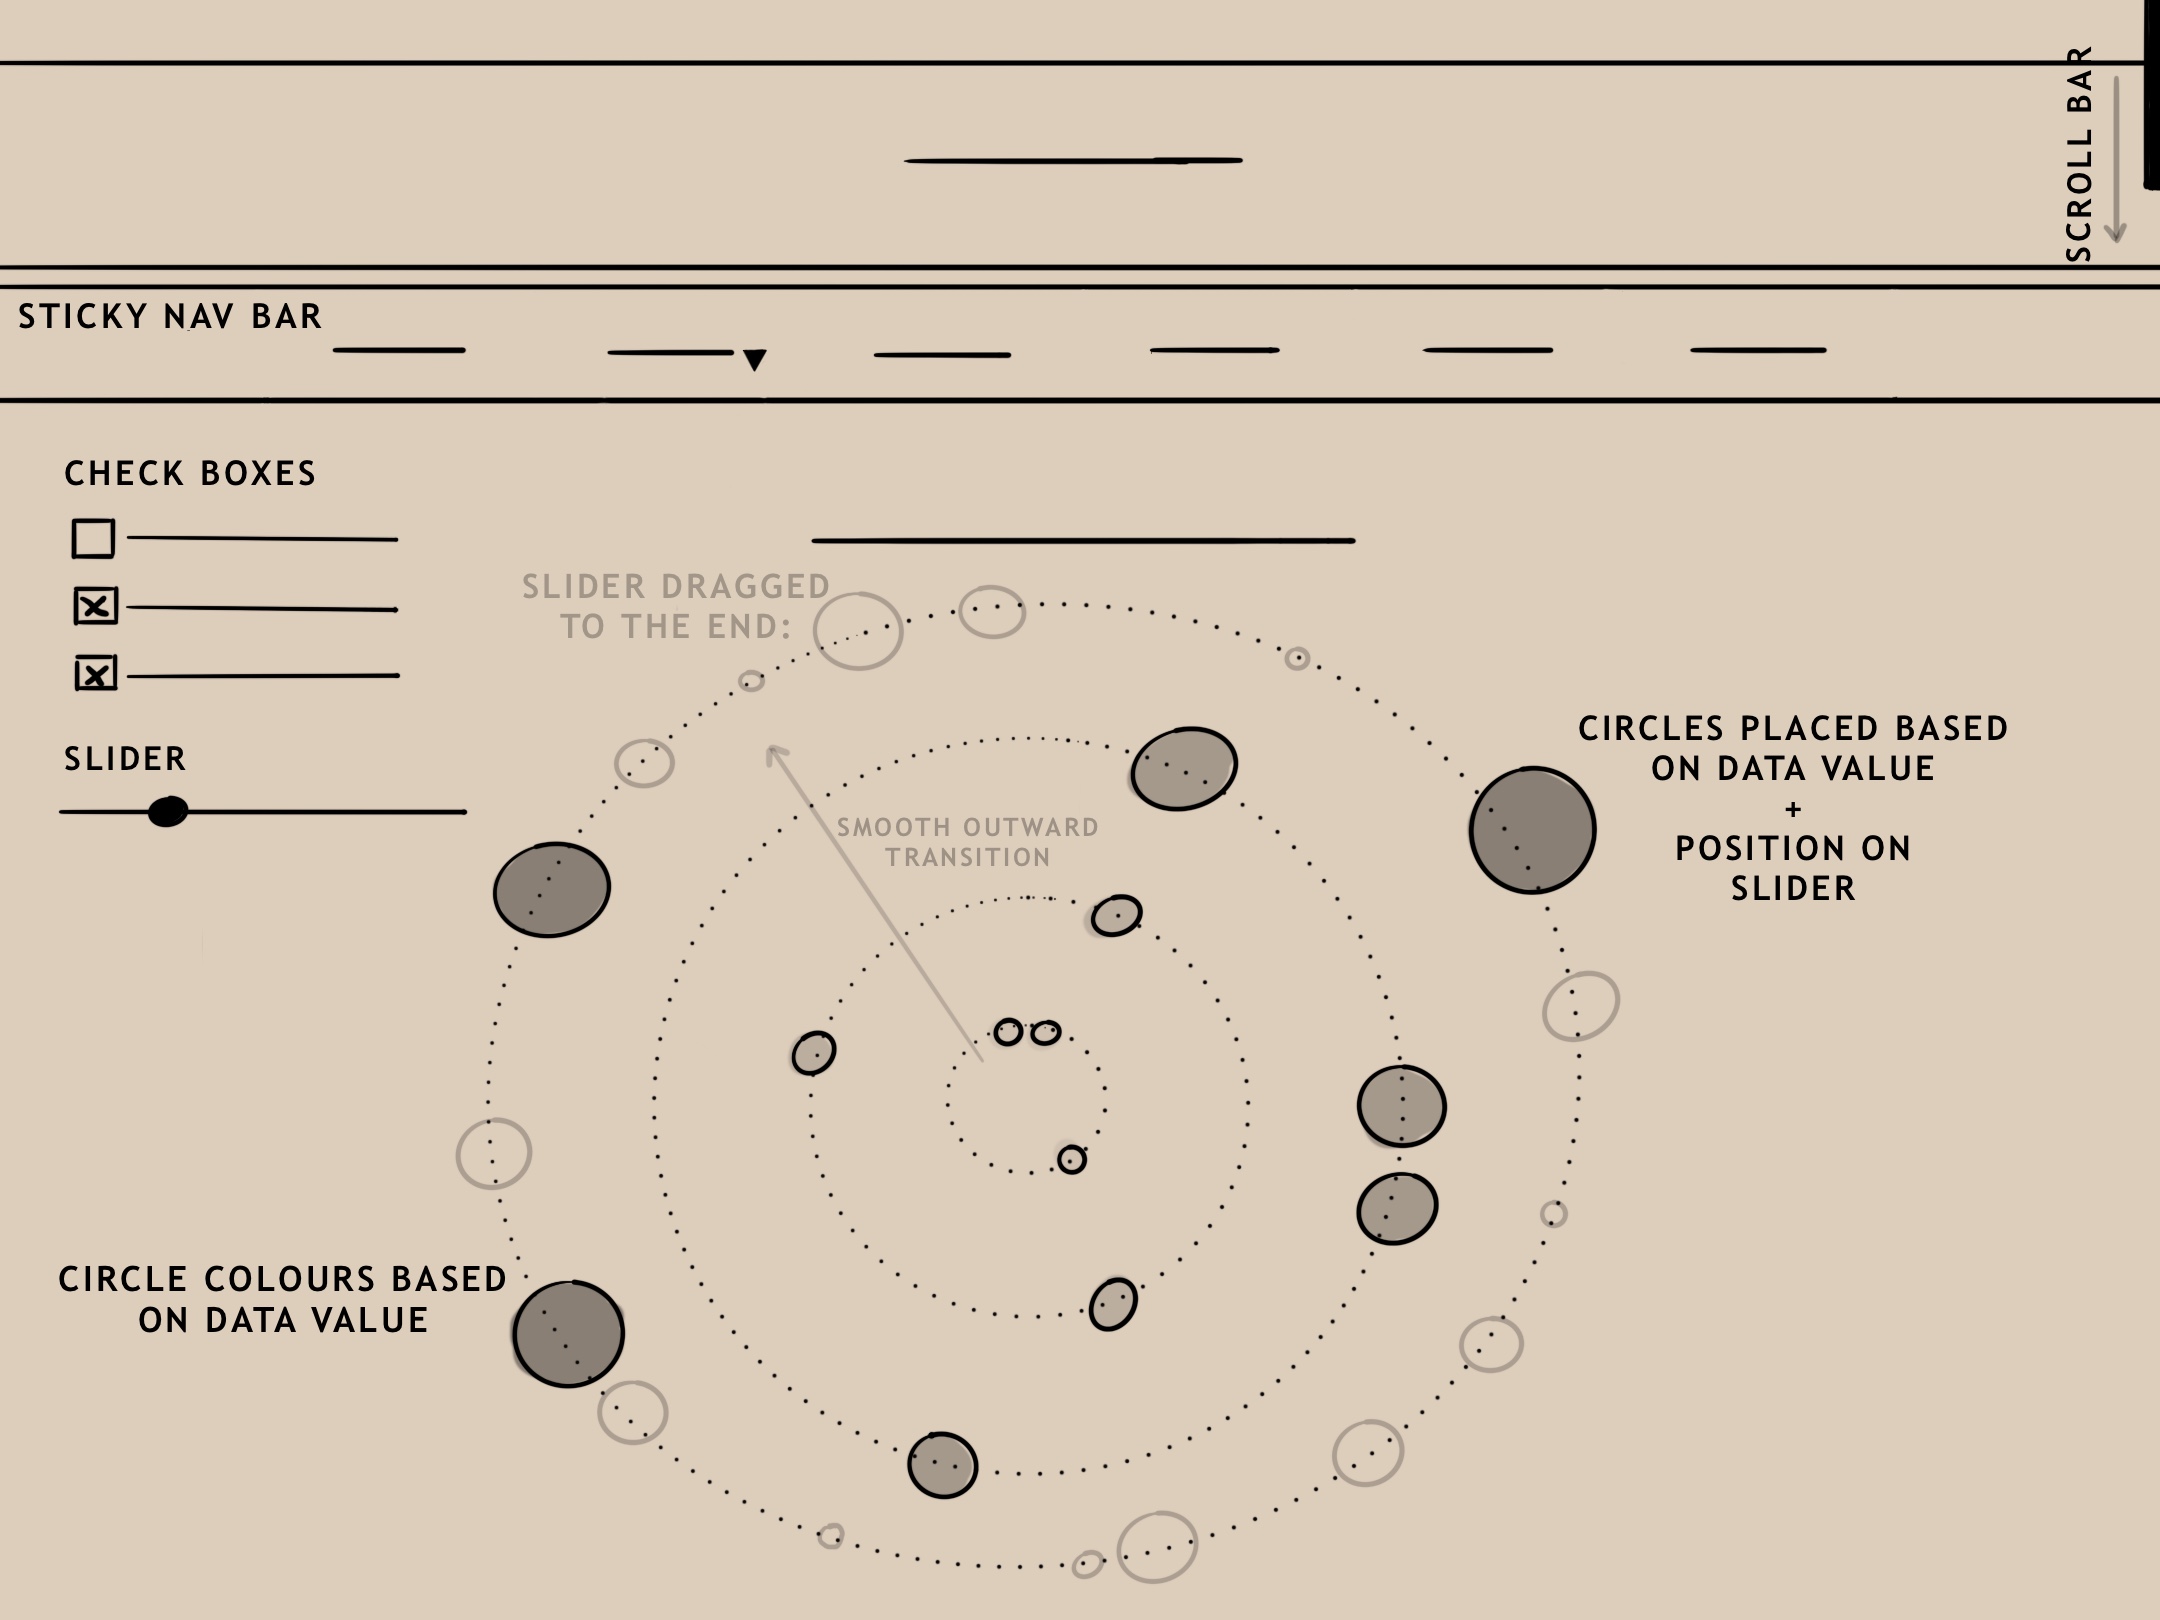 SCROLL BAR
STICKY NAV BAR
CHECK BOXES
SLIDER DRAGGED
TO THE END:
SLIDER
CIRCLES PLACED BASED
ON DATA VALUE
+
POSITION ON
SLIDER
SMOOTH OUTWARD
TRANSITION
CIRCLE COLOURS BASED
ON DATA VALUE